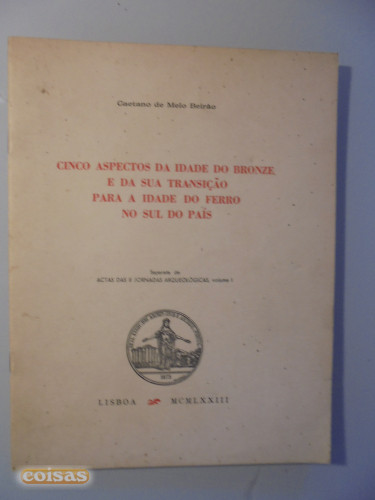 Caetano de Melo Beirão
CINCO ASPECTOS DA IDADE DO BRONZE
E DA SUA TRANSIÇÃO
PARA A IDADE DO FERRO
NO SUL DO PAÍS
Separata de
ACTAS DAS II JORNADAS ARQUEOLÓGICAS, volume I
LISBOA MCMLXXIII
coisas